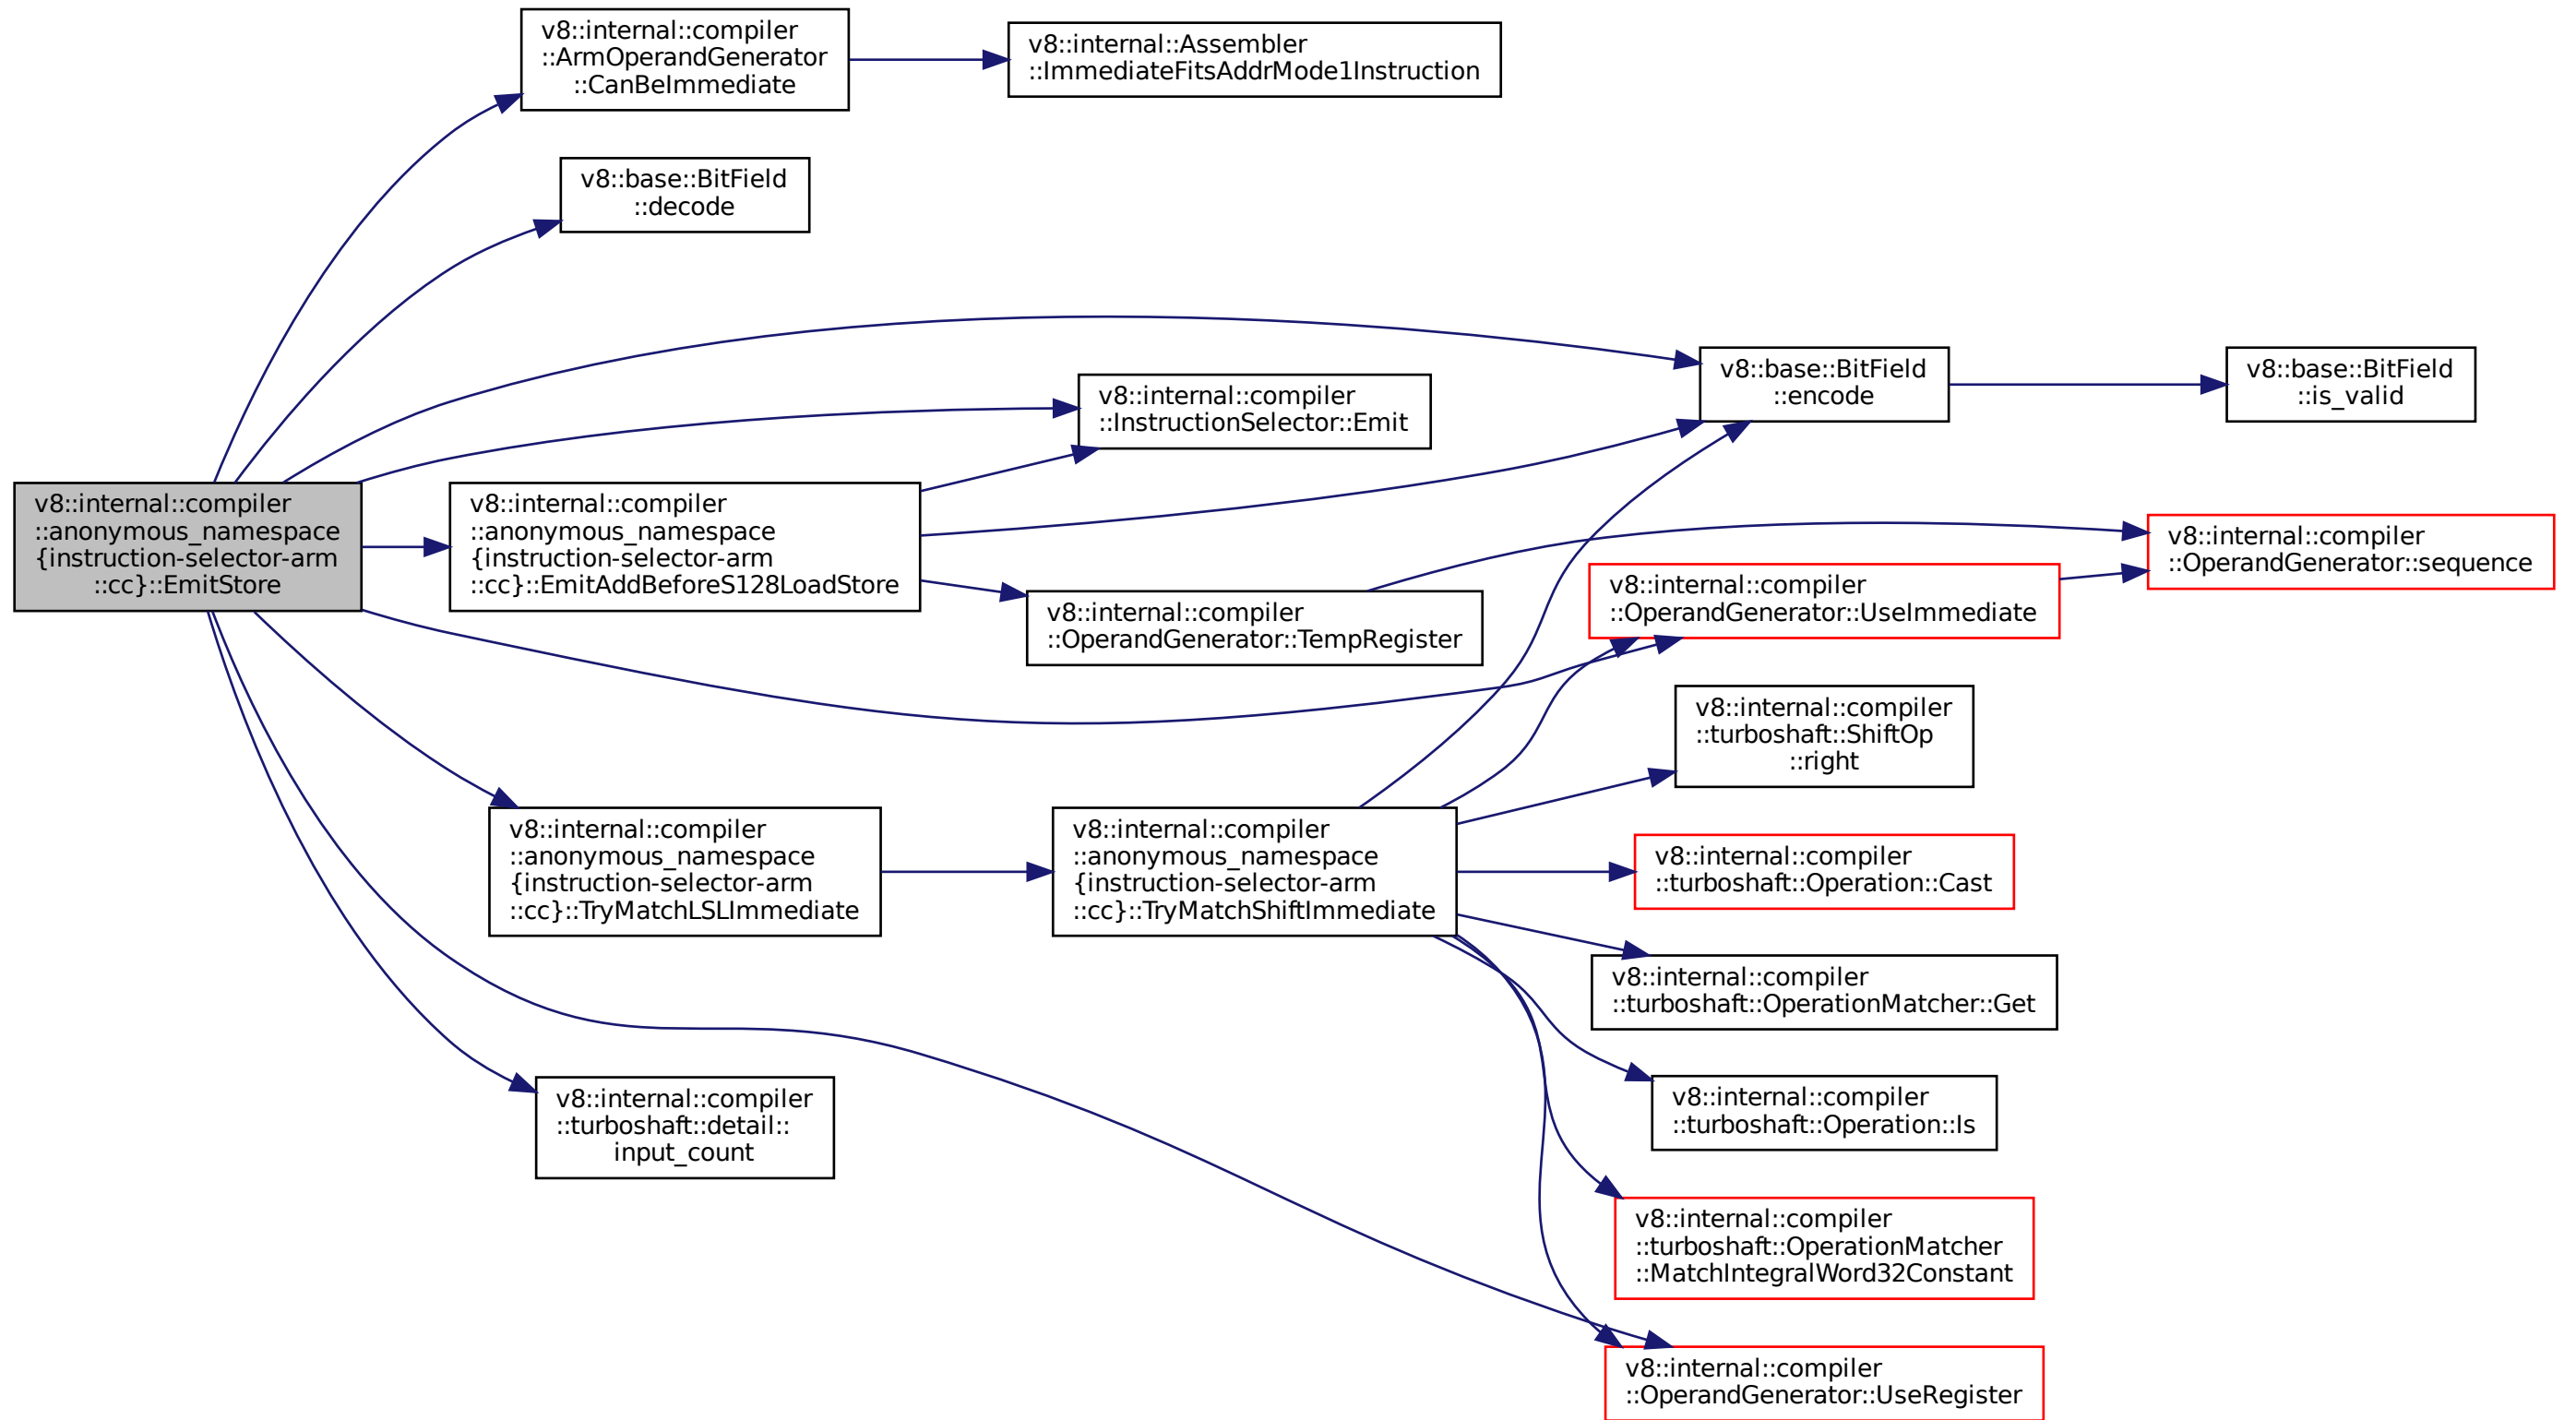 v8::internal::compiler
::ArmOperandGenerator
::CanBeImmediate
v8::internal::Assembler
::ImmediateFitsAddrMode1Instruction
v8::base::BitField
::decode
v8::base::BitField
::encode
v8::base::BitField
::is_valid
v8::internal::compiler
::InstructionSelector::Emit
v8::internal::compiler
::anonymous_namespace
{instruction-selector-arm
::cc}::EmitStore
v8::internal::compiler
::anonymous_namespace
{instruction-selector-arm
::cc}::EmitAddBeforeS128LoadStore
v8::internal::compiler
::OperandGenerator::sequence
v8::internal::compiler
::OperandGenerator::UseImmediate
v8::internal::compiler
::OperandGenerator::TempRegister
v8::internal::compiler
::turboshaft::ShiftOp
::right
v8::internal::compiler
::anonymous_namespace
{instruction-selector-arm
::cc}::TryMatchLSLImmediate
v8::internal::compiler
::anonymous_namespace
{instruction-selector-arm
::cc}::TryMatchShiftImmediate
v8::internal::compiler
::turboshaft::Operation::Cast
v8::internal::compiler
::turboshaft::OperationMatcher::Get
v8::internal::compiler
::turboshaft::Operation::Is
v8::internal::compiler
::turboshaft::detail::
input_count
v8::internal::compiler
::turboshaft::OperationMatcher
::MatchIntegralWord32Constant
v8::internal::compiler
::OperandGenerator::UseRegister